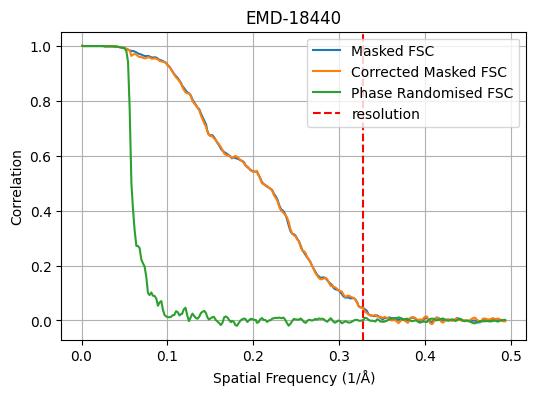 EMD-18440
Masked FSC
Corrected Masked FSC
Phase Randomised FSC
resolution
1.0
0.8
0.6
0.4
0.2
0.0
Correlation
0.0 0.1 0.2 0.3 0.4 0.5
Spatial Frequency (1/Å)